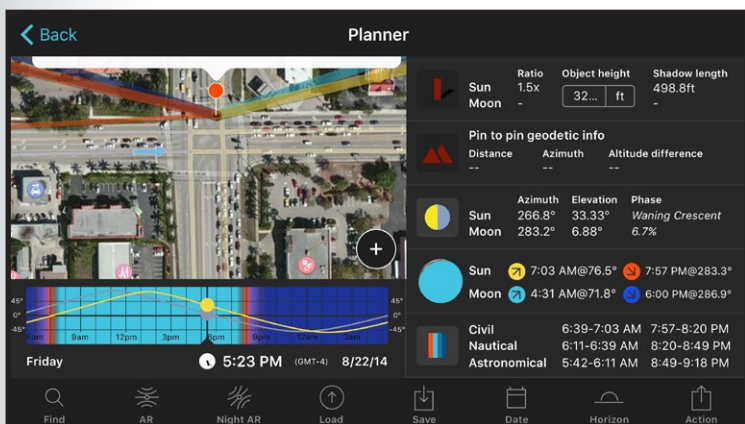 Back
Planner
Ratio Object height Shadow length
Sun 1.5x 32... ft 498.8ft
Moon - -
Pin to pin geodetic info
Distance Azimuth Altitude difference
-- -- --
Azimuth Elevation Phase
Sun 266.8° 33.33° Waning Crescent
Moon 283.2° 6.88° 6.7%
Sun 7:03 AM@76.5° 7:57 PM@283.3°
Moon 4:31 AM@71.8° 6:00 PM@286.9°
Civil 6:39-7:03 AM 7:57-8:20 PM
Nautical 6:11-6:39 AM 8:20-8:49 PM
Astronomical 5:42-6:11 AM 8:49-9:18 PM
+
45° 45°
0° 0°
-45° -45°
6am 9am 12pm 3pm 6pm 9pm 12am 3am
Friday 5:23 PM (GMT-4) 8/22/14
Find AR Night AR Load Save Date Horizon Action